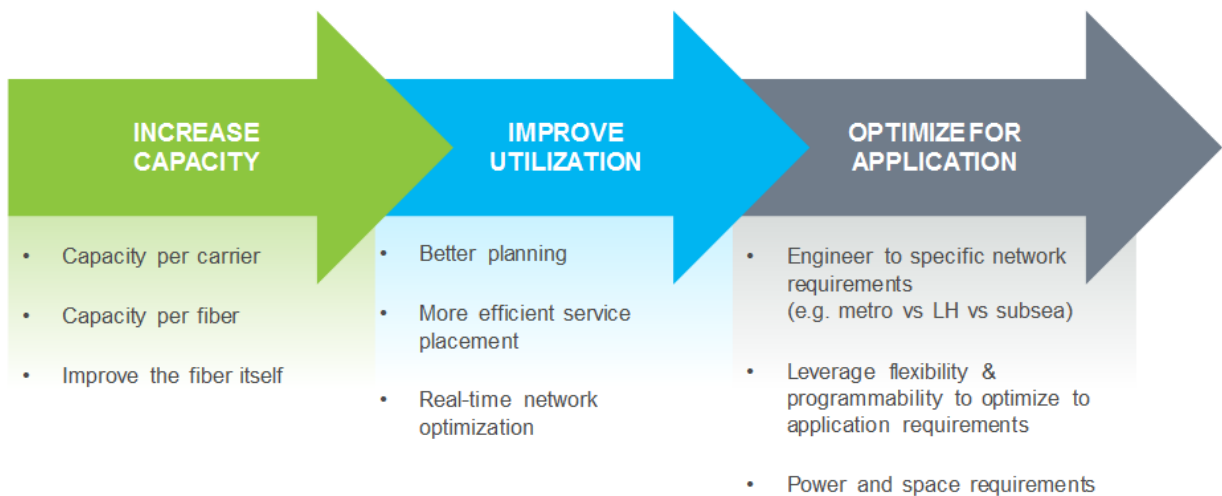 INCREASE
CAPACITY
• Capacity per carrier
• Capacity per fiber
• Improve the fiber itself
IMPROVE
UTILIZATION
• Better planning
• More efficient service
placement
• Real-time network
optimization
OPTIMIZE FOR
APPLICATION
• Engineer to specific network
requirements
(e.g. metro vs LH vs subsea)
• Leverage flexibility &
programmability to optimize to
application requirements
• Power and space requirements